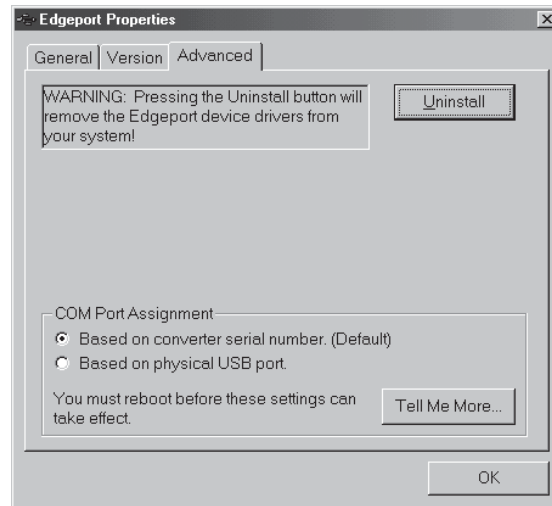 Edgeport Properties
General
Version
Advanced
WARNING: Pressing the Uninstall button will
remove the Edgeport device drivers from
your system!
Uninstall
COM Port Assignment
Based on converter serial number. (Default)
Based on physical USB port.
You must reboot before these settings can
take effect.
Tell Me More...
OK